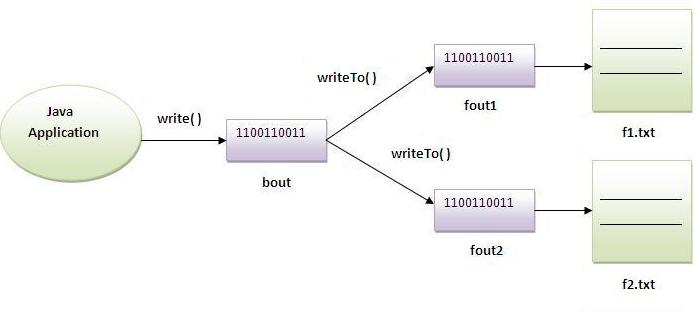 Java
Application
write()
1100110011
bout
writeTo()
1100110011
fout1
f1.txt
writeTo()
1100110011
fout2
f2.txt